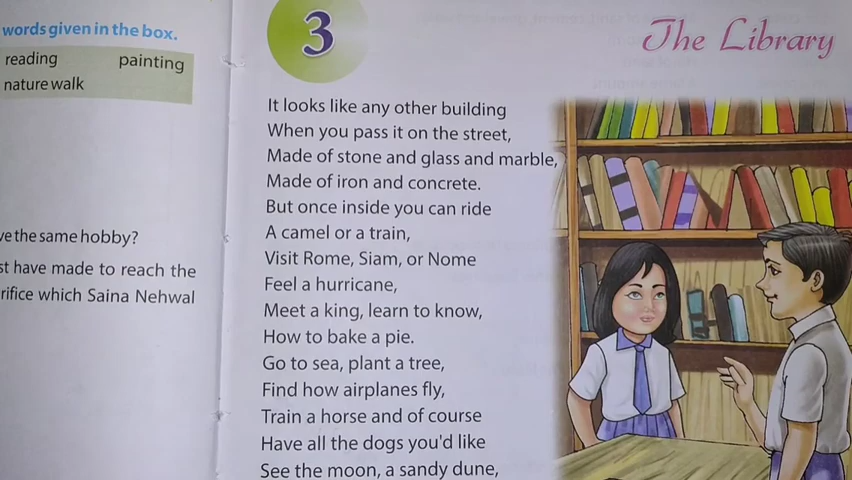 words given in the box.
reading painting
nature walk
ve the same hobby?
st have made to reach the
rifice which Saina Nehwal
3
The Library
It looks like any other building
When you pass it on the street,
Made of stone and glass and marble,
Made of iron and concrete.
But once inside you can ride
A camel or a train,
Visit Rome, Siam, or Nome
Feel a hurricane,
Meet a king, learn to know,
How to bake a pie.
Go to sea, plant a tree,
Find how airplanes fly,
Train a horse and of course
Have all the dogs you'd like
See the moon, a sandy dune,